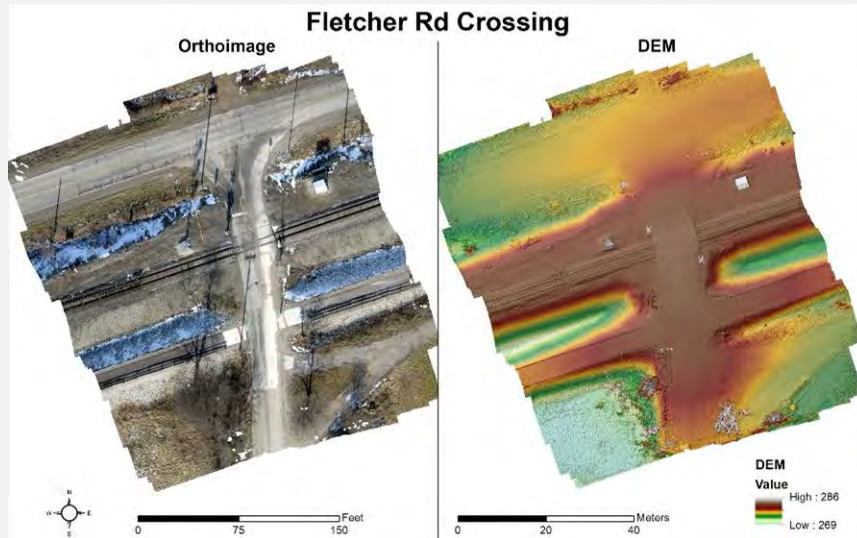 Fletcher Rd Crossing
Orthoimage
DEM
N
W E
S
0 75 150 Feet
0 20 40 Meters
DEM
Value
High : 286
Low : 269